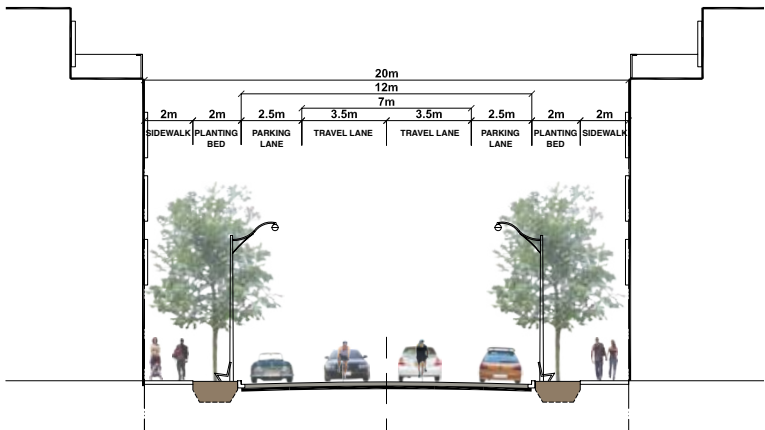 20m
12m
7m
2m 2m 2.5m 3.5m 3.5m 2.5m 2m 2m
SIDEWALK PLANTING BED PARKING LANE TRAVEL LANE TRAVEL LANE PARKING LANE PLANTING BED SIDEWALK